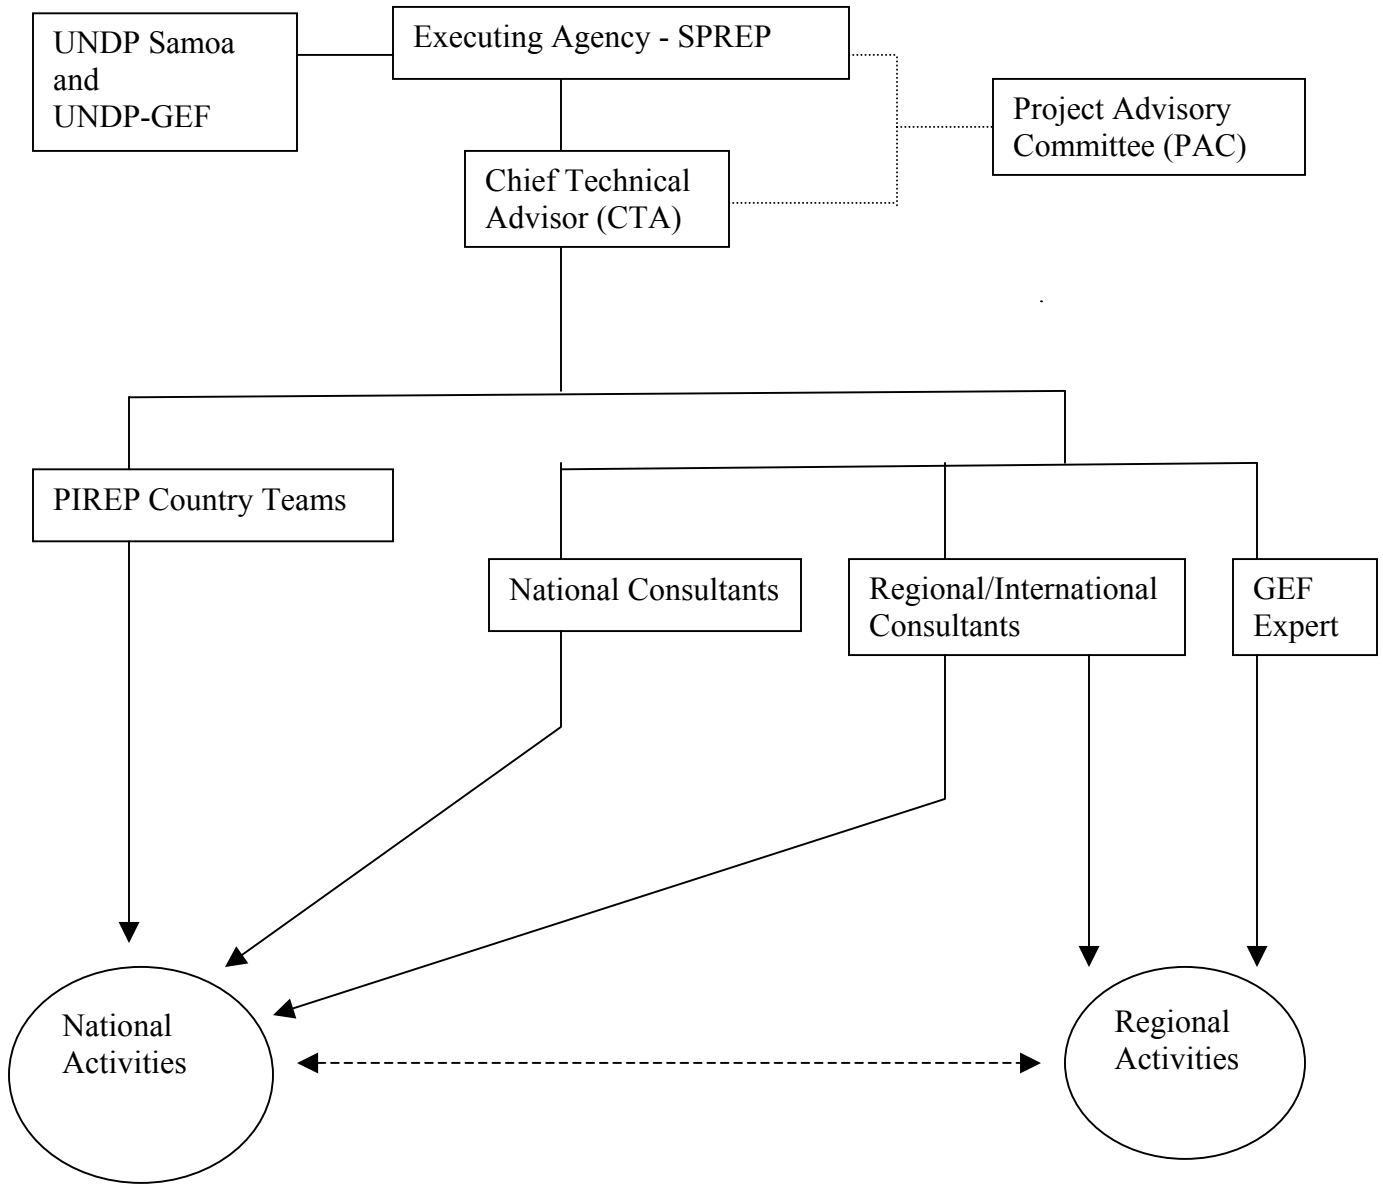 UNDP Samoa
and
UNDP-GEF
Executing Agency - SPREP
Project Advisory
Committee (PAC)
Chief Technical
Advisor (CTA)
PIREP Country Teams
National Consultants
Regional/International
Consultants
GEF
Expert
National
Activities
Regional
Activities